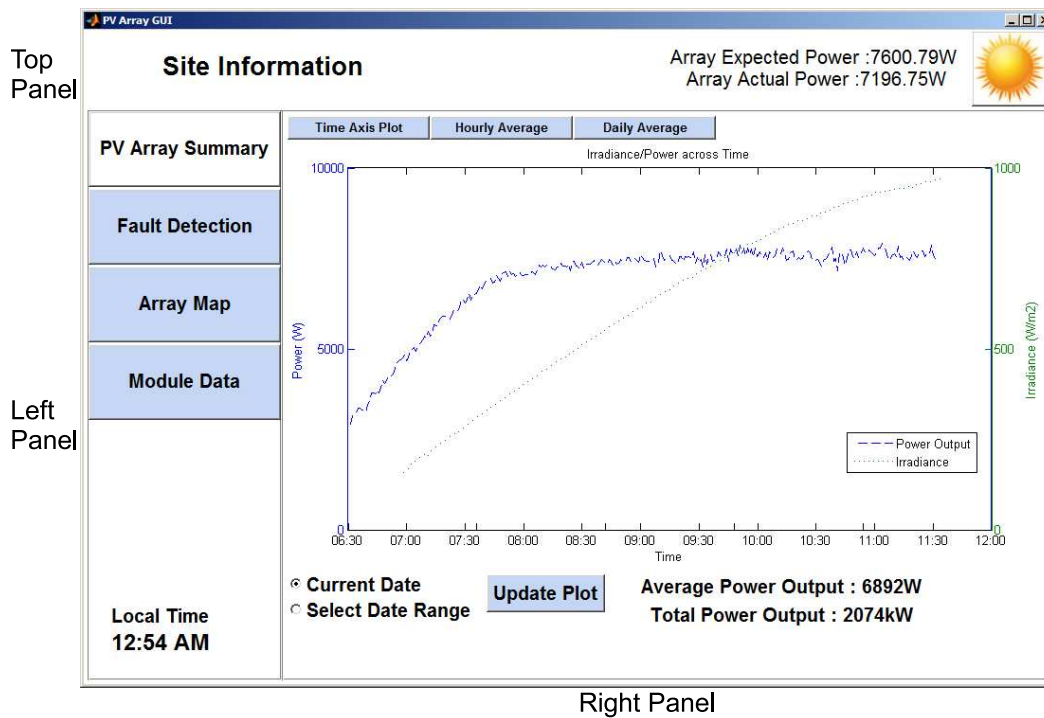 PV Array GUI
Top
Panel
Site Information
Array Expected Power :7600.79W
Array Actual Power :7196.75W
PV Array Summary
Fault Detection
Array Map
Module Data
Left
Panel
Local Time
12:54 AM
Time Axis Plot
Hourly Average
Daily Average
Irradiance/Power across Time
10000
5000
0
Power (W)
1000
500
0
Irradiance (W/m2)
Power Output
Irradiance
06:30 07:00 07:30 08:00 08:30 09:00 09:30 10:00 10:30 11:00 11:30 12:00
Time
Current Date
Select Date Range
Update Plot
Average Power Output : 6892W
Total Power Output : 2074kW
Right Panel